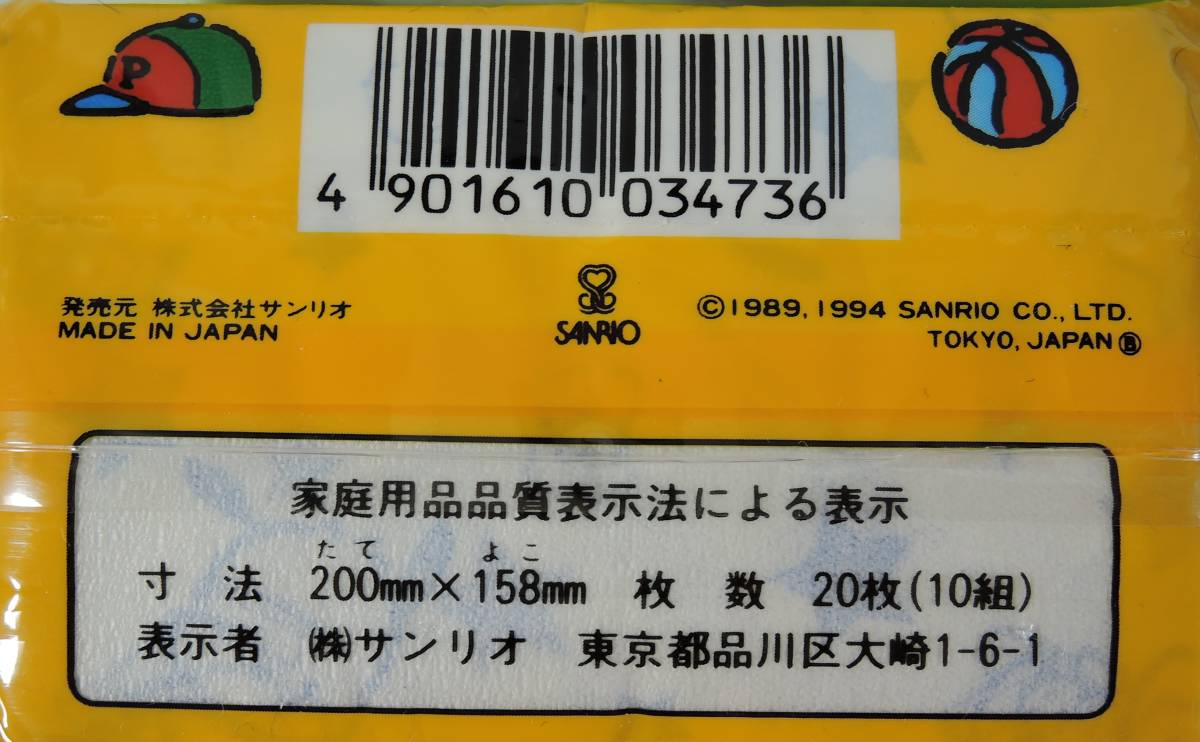 P
4 901610 034736
発売元 株式会社サンリオ
MADE IN JAPAN
SANRIO
©1989, 1994 SANRIO CO., LTD.
TOKYO, JAPAN Ⓑ
家庭用品品質表示法による表示
たて よこ
寸法 200mm×158mm 枚数 20枚(10組)
表示者 ㈱サンリオ 東京都品川区大崎1-6-1